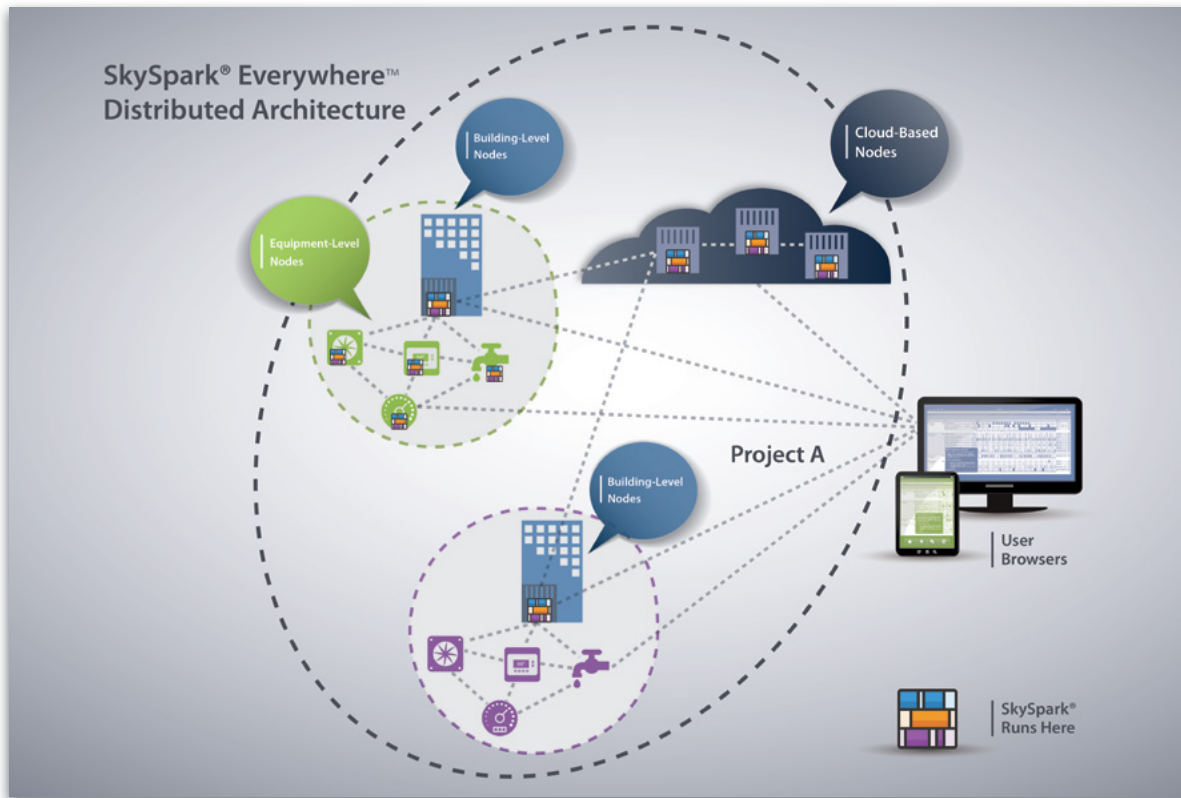 SkySpark® Everywhere™
Distributed Architecture
Building-Level
Nodes
Cloud-Based
Nodes
Equipment-Level
Nodes
Project A
Building-Level
Nodes
User
Browsers
SkySpark®
Runs Here